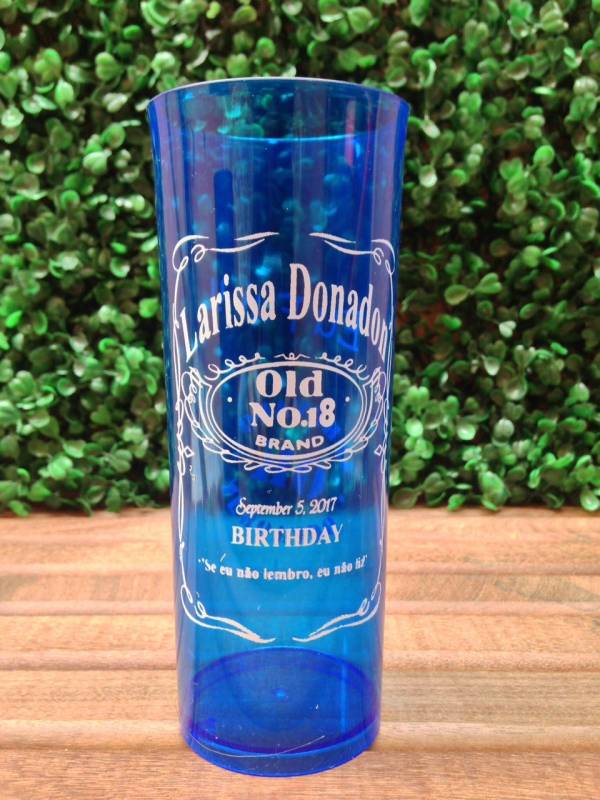 Larissa Donadon
Old
No.18
BRAND
September 5, 2017
BIRTHDAY
"Se eu não lembro, eu não fiz"